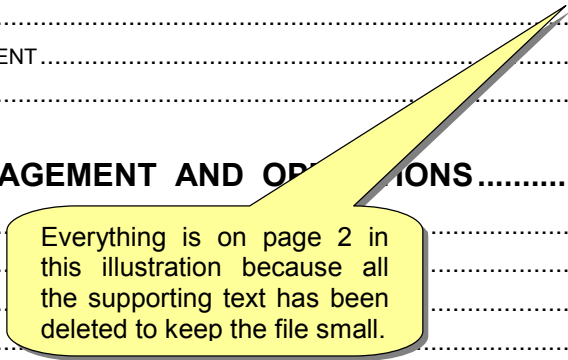 ENT..........
AGEMENT AND OP IONS..........
Everything is on page 2 in
this illustration because all
the supporting text has been
deleted to keep the file small.